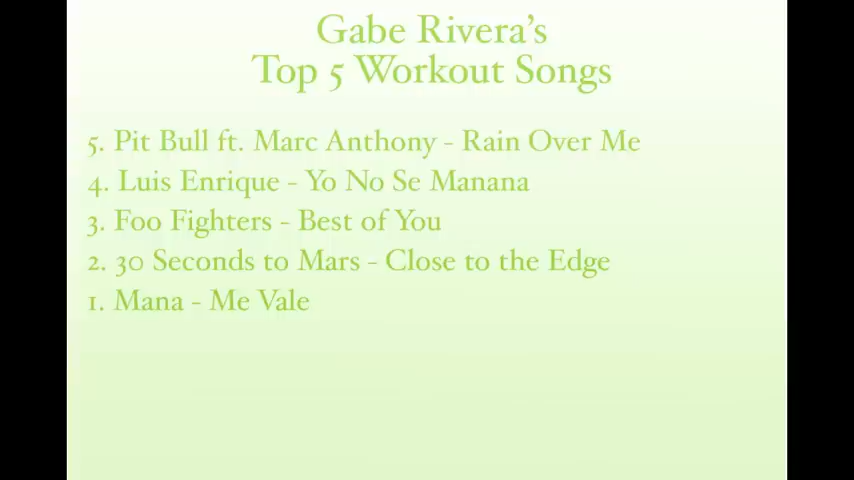 Gabe Rivera's
Top 5 Workout Songs
5. Pit Bull ft. Marc Anthony - Rain Over Me
4. Luis Enrique - Yo No Se Manana
3. Foo Fighters - Best of You
2. 30 Seconds to Mars - Close to the Edge
1. Mana - Me Vale